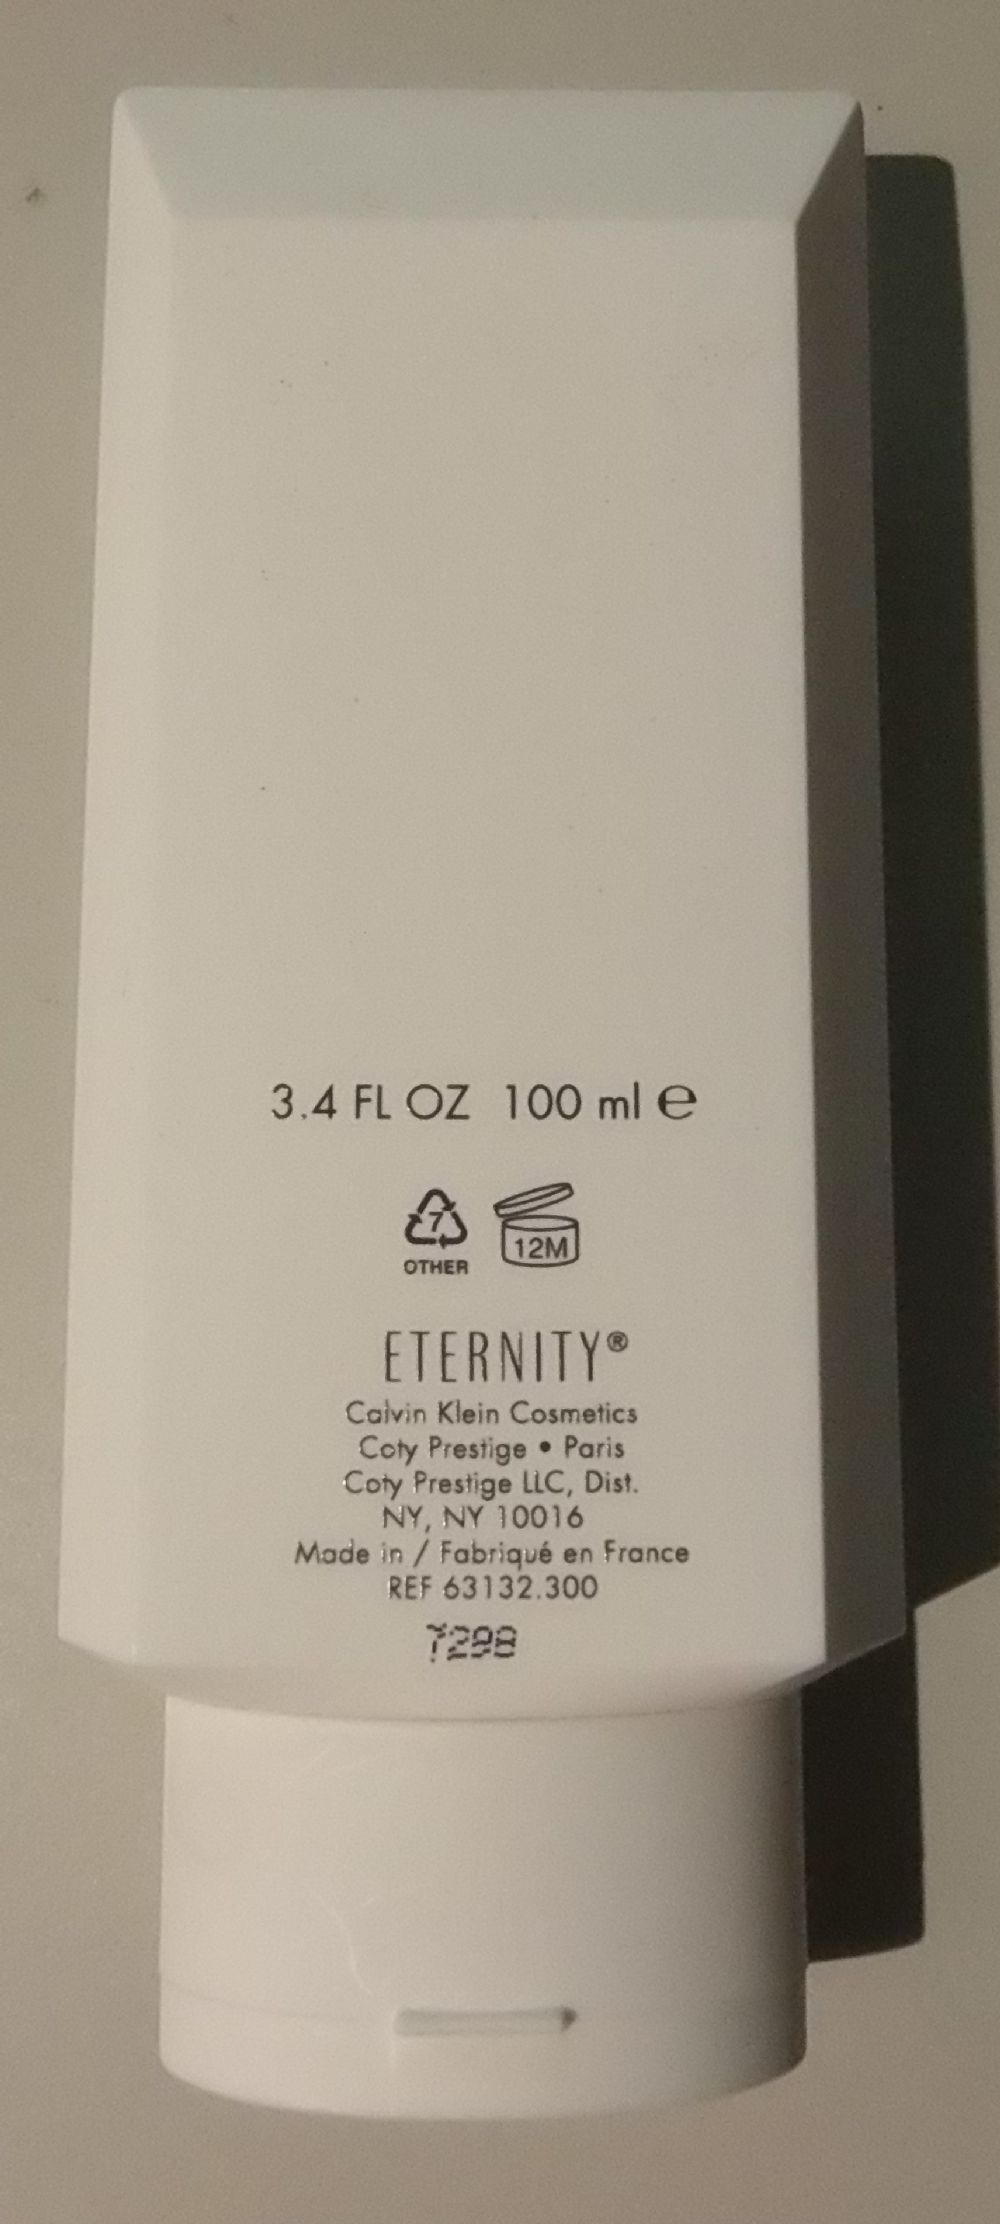 3.4 FL OZ 100 ml ℮
7 12M
OTHER
ETERNITY®
Calvin Klein Cosmetics
Coty Prestige • Paris
Coty Prestige LLC, Dist.
NY, NY 10016
Made in / Fabriqué en France
REF 63132.300
7298